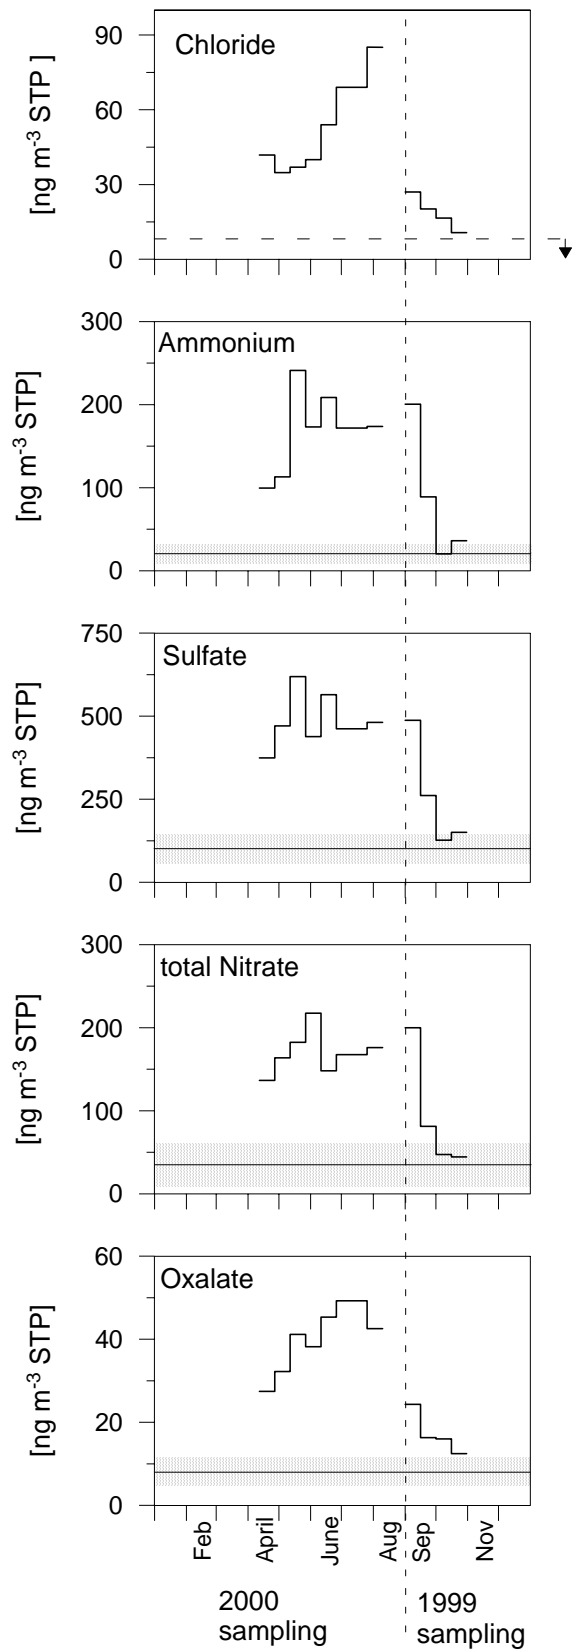 Chloride
[ng m-3 STP ]
90
60
30
0
Ammonium
[ng m-3 STP]
300
200
100
0
Sulfate
[ng m-3 STP]
750
500
250
0
total Nitrate
[ng m-3 STP]
300
200
100
0
Oxalate
[ng m-3 STP]
60
40
20
0
Feb April June Aug Sep Nov
2000 sampling
1999 sampling